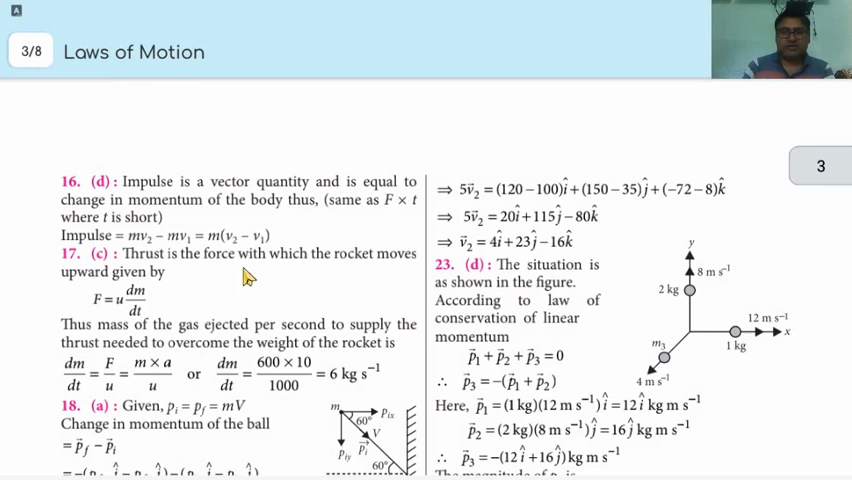 A
3/8
Laws of Motion
3
16. (d) : Impulse is a vector quantity and is equal to
change in momentum of the body thus, (same as F × t
where t is short)
Impulse = mv₂ − mv₁ = m(v₂ − v₁)
17. (c) : Thrust is the force with which the rocket moves
upward given by
F = u dm/dt
Thus mass of the gas ejected per second to supply the
thrust needed to overcome the weight of the rocket is
dm/dt = F/u = m × a/u or dm/dt = 600 × 10/1000 = 6 kg s⁻¹
18. (a) : Given, pᵢ = p_f = mV
Change in momentum of the ball
= p⃗_f − p⃗ᵢ
m
60°
p_ix
V
p_iy
p⃗ᵢ
60°
⇒ 5v⃗₂ = (120 − 100)î + (150 − 35)ĵ + (−72 − 8)k̂
⇒ 5v⃗₂ = 20î + 115ĵ − 80k̂
⇒ v⃗₂ = 4î + 23ĵ − 16k̂
23. (d) : The situation is
as shown in the figure.
According to law of
conservation of linear
momentum
p⃗₁ + p⃗₂ + p⃗₃ = 0
∴ p⃗₃ = −(p⃗₁ + p⃗₂)
y
8 m s⁻¹
2 kg
12 m s⁻¹
x
m₃
1 kg
4 m s⁻¹
Here, p⃗₁ = (1 kg)(12 m s⁻¹)î = 12î kg m s⁻¹
p⃗₂ = (2 kg)(8 m s⁻¹)ĵ = 16ĵ kg m s⁻¹
∴ p⃗₃ = −(12î + 16ĵ) kg m s⁻¹